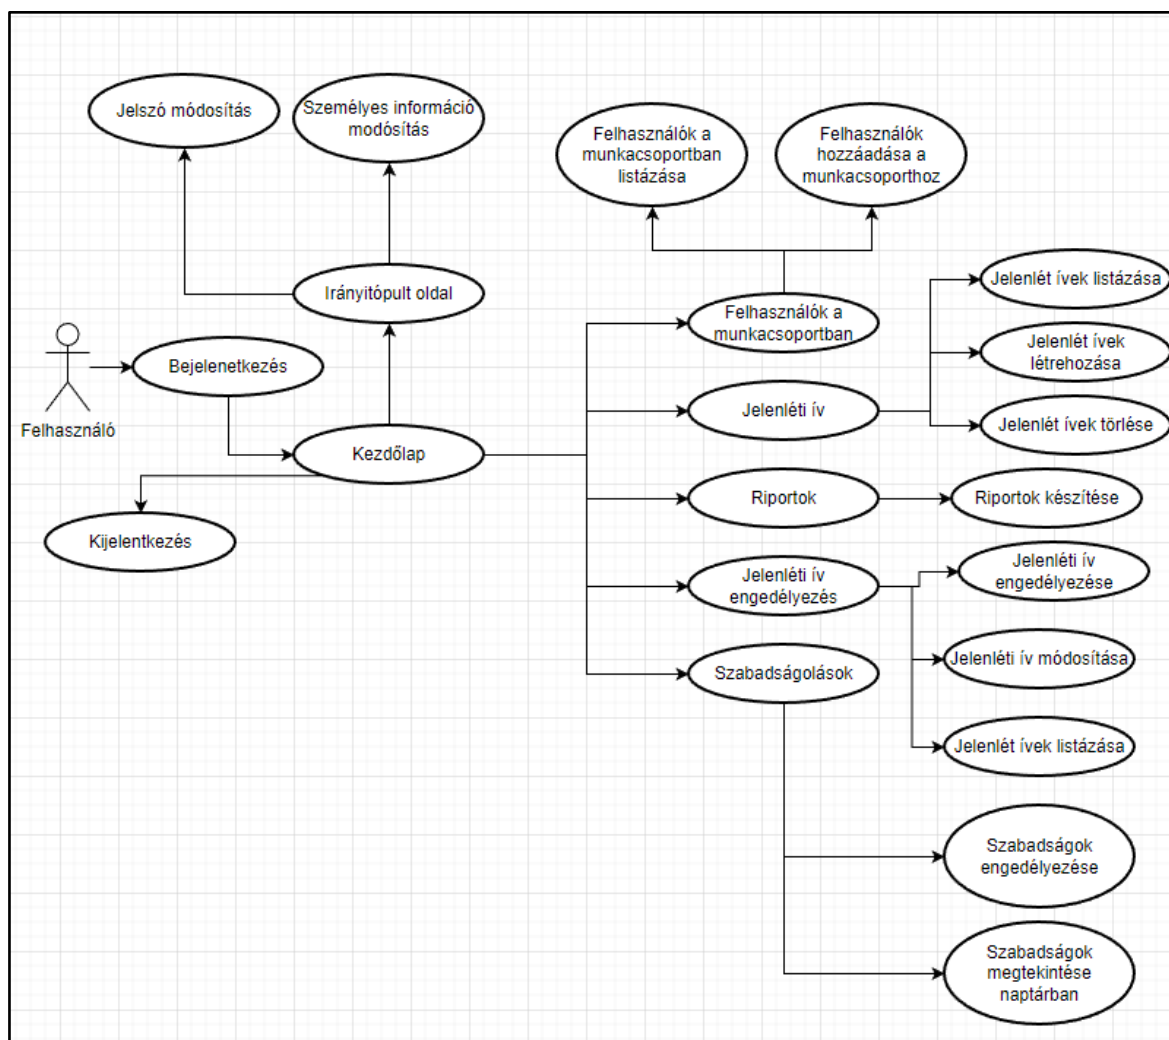 Jelszó módosítás
Személyes információ
modósítás
Felhasználók a
munkacsoportban
listázása
Felhasználók
hozzáadása a
munkacsoporthoz
Irányitópult oldal
Felhasználók a
munkacsoportban
Jelenlét ívek listázása
Jelenlét ívek
létrehozása
Jelenlét ívek törlése
Felhasználó
Bejelenetkezés
Jelenléti ív
Kezdőlap
Riportok
Riportok készítése
Kijelentkezés
Jelenléti ív
engedélyezés
Jelenléti ív
engedélyezése
Jelenléti ív módosítása
Jelenlét ívek listázása
Szabadságolások
Szabadságok
engedélyezése
Szabadságok
megtekintése
naptárban